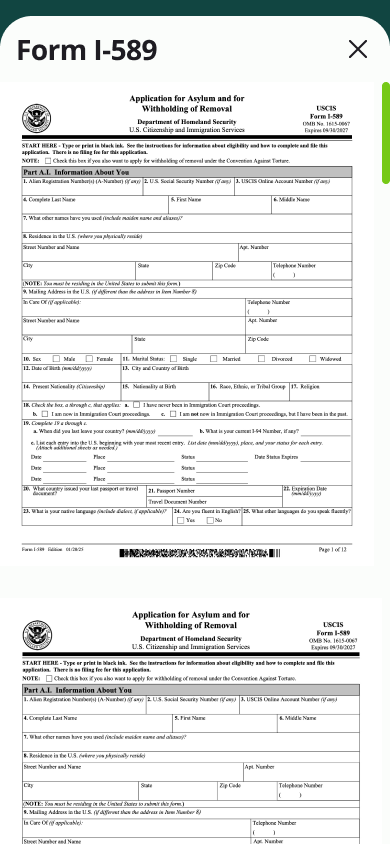 Form I-589
Application for Asylum and for
Withholding of Removal
Department of Homeland Security
U.S. Citizenship and Immigration Services
USCIS
Form I-589
OMB No. 1615-0067
Expires 09/30/2027
START HERE - Type or print in black ink. See the instructions for information about eligibility and how to complete and file this
application. There is no filing fee for this application.
NOTE: Check this box if you also want to apply for withholding of removal under the Convention Against Torture.
Part A.I. Information About You
1. Alien Registration Number(s) (A-Number) (if any) 2. U.S. Social Security Number (if any) 3. USCIS Online Account Number (if any)
4. Complete Last Name 5. First Name 6. Middle Name
7. What other names have you used (include maiden name and aliases)?
8. Residence in the U.S. (where you physically reside)
Street Number and Name Apt. Number
City State Zip Code Telephone Number
( )
(NOTE: You must be residing in the United States to submit this form.)
9. Mailing Address in the U.S. (if different than the address in Item Number 8)
In Care Of (if applicable): Telephone Number
( )
Street Number and Name Apt. Number
City State Zip Code
10. Sex Male Female 11. Marital Status: Single Married Divorced Widowed
12. Date of Birth (mm/dd/yyyy) 13. City and Country of Birth
14. Present Nationality (Citizenship) 15. Nationality at Birth 16. Race, Ethnic, or Tribal Group 17. Religion
18. Check the box, a through c, that applies: a. I have never been in Immigration Court proceedings.
b. I am now in Immigration Court proceedings. c. I am not now in Immigration Court proceedings, but I have been in the past.
19. Complete 19 a through c.
a. When did you last leave your country? (mm/dd/yyyy) b. What is your current I-94 Number, if any?
c. List each entry into the U.S. beginning with your most recent entry. List date (mm/dd/yyyy), place, and your status for each entry.
(Attach additional sheets as needed.)
Date Place Status Date Status Expires
Date Place Status
Date Place Status
20. What country issued your last passport or travel
document?
21. Passport Number
Travel Document Number
22. Expiration Date
(mm/dd/yyyy)
23. What is your native language (include dialect, if applicable)? 24. Are you fluent in English? 25. What other languages do you speak fluently?
Yes No
Form I-589 Edition 01/20/25 Page 1 of 12
Application for Asylum and for
Withholding of Removal
Department of Homeland Security
U.S. Citizenship and Immigration Services
USCIS
Form I-589
OMB No. 1615-0067
Expires 09/30/2027
START HERE - Type or print in black ink. See the instructions for information about eligibility and how to complete and file this
application. There is no filing fee for this application.
NOTE: Check this box if you also want to apply for withholding of removal under the Convention Against Torture.
Part A.I. Information About You
1. Alien Registration Number(s) (A-Number) (if any) 2. U.S. Social Security Number (if any) 3. USCIS Online Account Number (if any)
4. Complete Last Name 5. First Name 6. Middle Name
7. What other names have you used (include maiden name and aliases)?
8. Residence in the U.S. (where you physically reside)
Street Number and Name Apt. Number
City State Zip Code Telephone Number
( )
(NOTE: You must be residing in the United States to submit this form.)
9. Mailing Address in the U.S. (if different than the address in Item Number 8)
In Care Of (if applicable): Telephone Number
( )
Street Number and Name Apt. Number